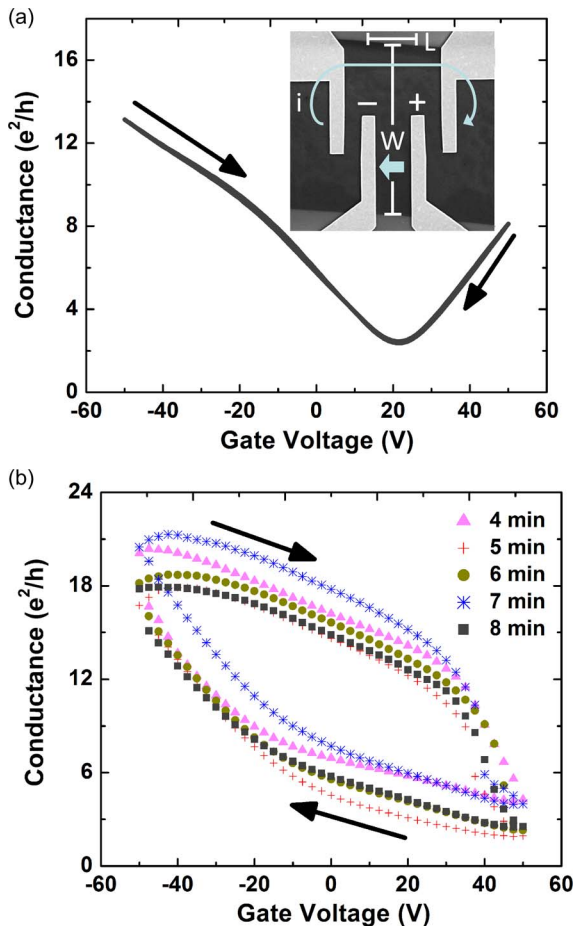 (a)
Conductance (e²/h)
16
12
8
4
0
-60 -40 -20 0 20 40 60
Gate Voltage (V)
L
i
− +
W
(b)
Conductance (e²/h)
24
18
12
6
0
-60 -40 -20 0 20 40 60
Gate Voltage (V)
4 min
5 min
6 min
7 min
8 min